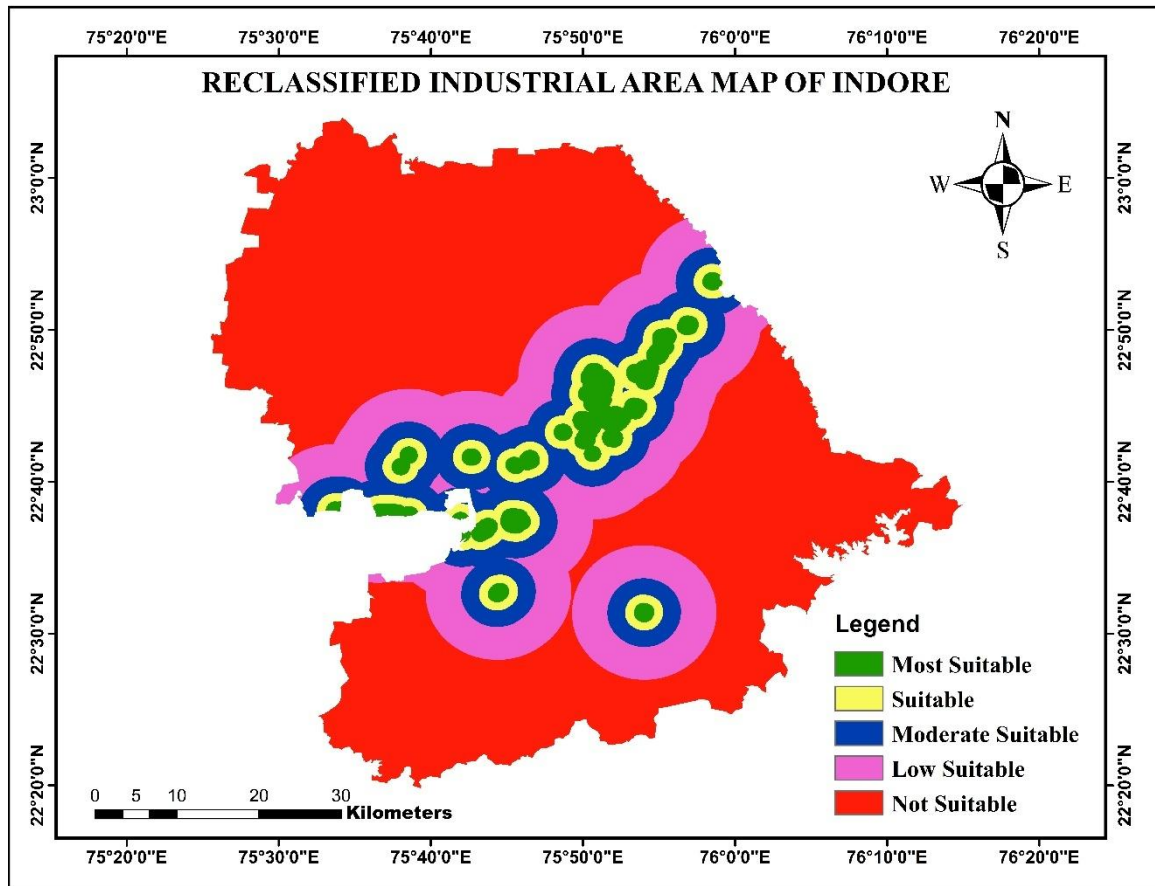 75°20'0"E 75°30'0"E 75°40'0"E 75°50'0"E 76°0'0"E 76°10'0"E 76°20'0"E
RECLASSIFIED INDUSTRIAL AREA MAP OF INDORE
N
W E
S
23°0'0"N 23°0'0"N
22°50'0"N 22°50'0"N
22°40'0"N 22°40'0"N
22°30'0"N 22°30'0"N
22°20'0"N 22°20'0"N
Legend
Most Suitable
Suitable
Moderate Suitable
Low Suitable
Not Suitable
0 5 10 20 30
Kilometers
75°20'0"E 75°30'0"E 75°40'0"E 75°50'0"E 76°0'0"E 76°10'0"E 76°20'0"E